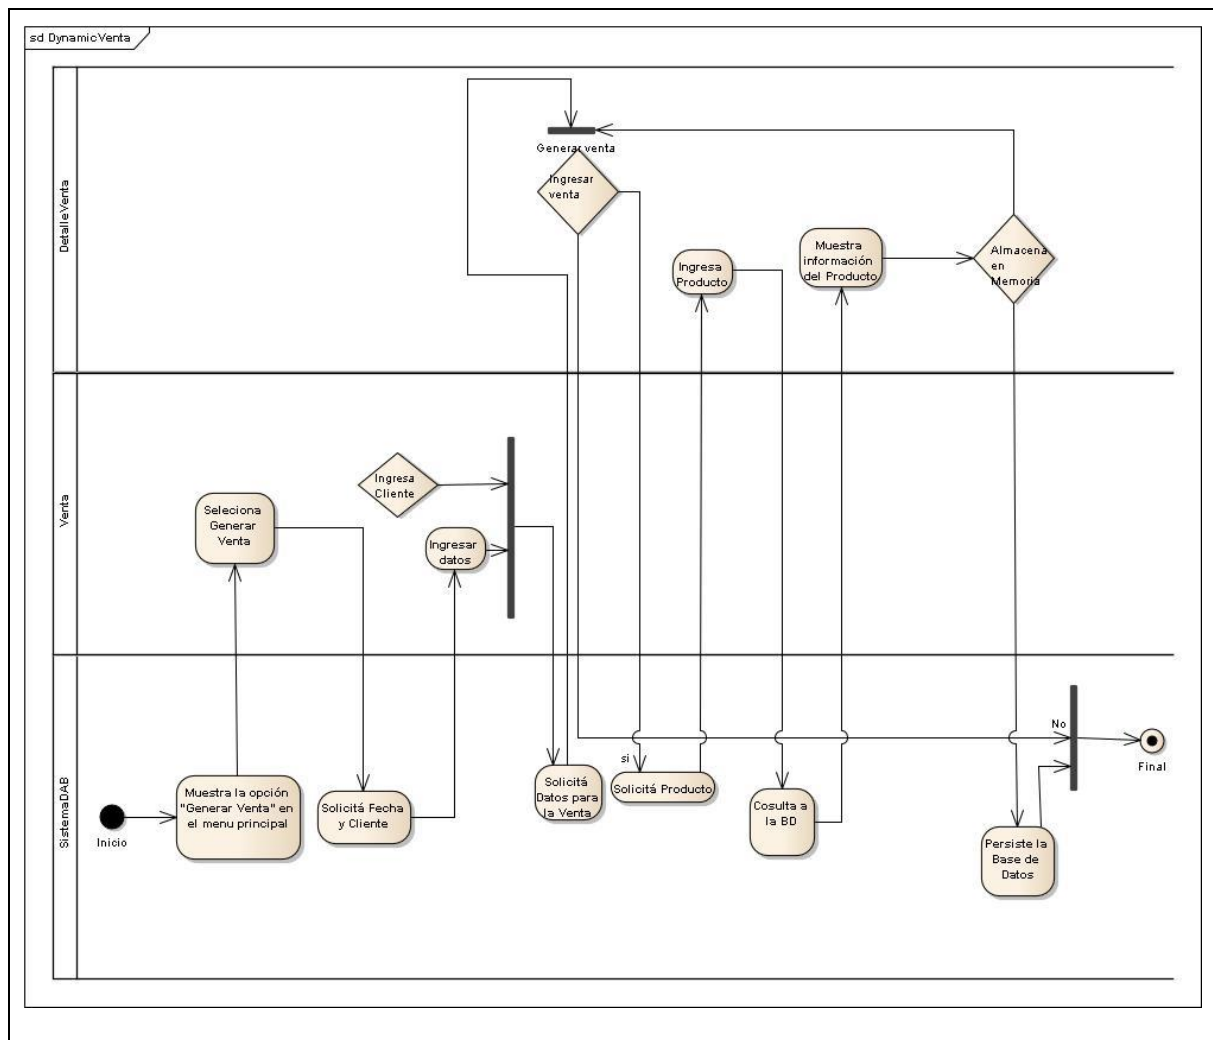 sd DynamicVenta
DetalleVenta
Generar venta
Ingresar
venta
Ingresa
Producto
Muestra
información
del Producto
Almacena
en
Memoria
Venta
Seleciona
Generar
Venta
Ingresa
Cliente
Ingresar
datos
SistemaDAB
Inicio
Muestra la opción
"Generar Venta" en
el menu principal
Solicitá Fecha
y Cliente
Solicitá
Datos para
la Venta
si
Solicitá Producto
Cosulta a
la BD
No
Final
Persiste la
Base de
Datos